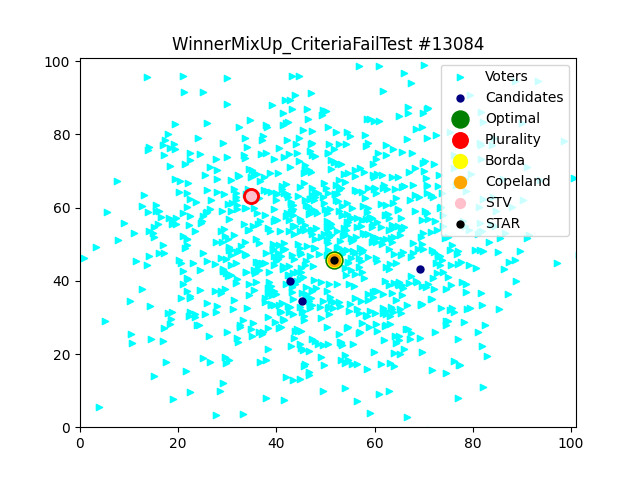 WinnerMixUp_CriteriaFailTest #13084
100
80
60
40
20
0
0 20 40 60 80 100
Voters
Candidates
Optimal
Plurality
Borda
Copeland
STV
STAR